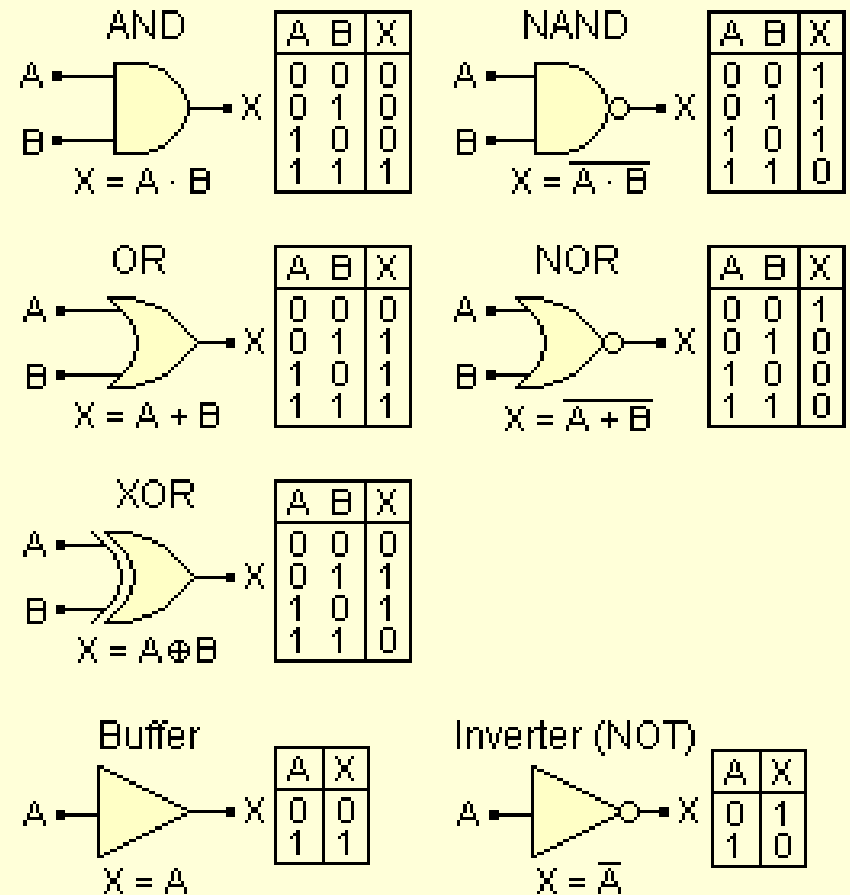 AND
A B X
A
B
X
0 0 0
0 1 0
1 0 0
1 1 1
X = A · B
NAND
A B X
A
B
X
0 0 1
0 1 1
1 0 1
1 1 0
X = A̅ ̅·̅ ̅B̅
OR
A B X
A
B
X
0 0 0
0 1 1
1 0 1
1 1 1
X = A + B
NOR
A B X
A
B
X
0 0 1
0 1 0
1 0 0
1 1 0
X = A̅ ̅+̅ ̅B̅
XOR
A B X
A
B
X
0 0 0
0 1 1
1 0 1
1 1 0
X = A⊕B
Buffer
A X
A
X
0 0
1 1
X = A
Inverter (NOT)
A X
A
X
0 1
1 0
X = A̅